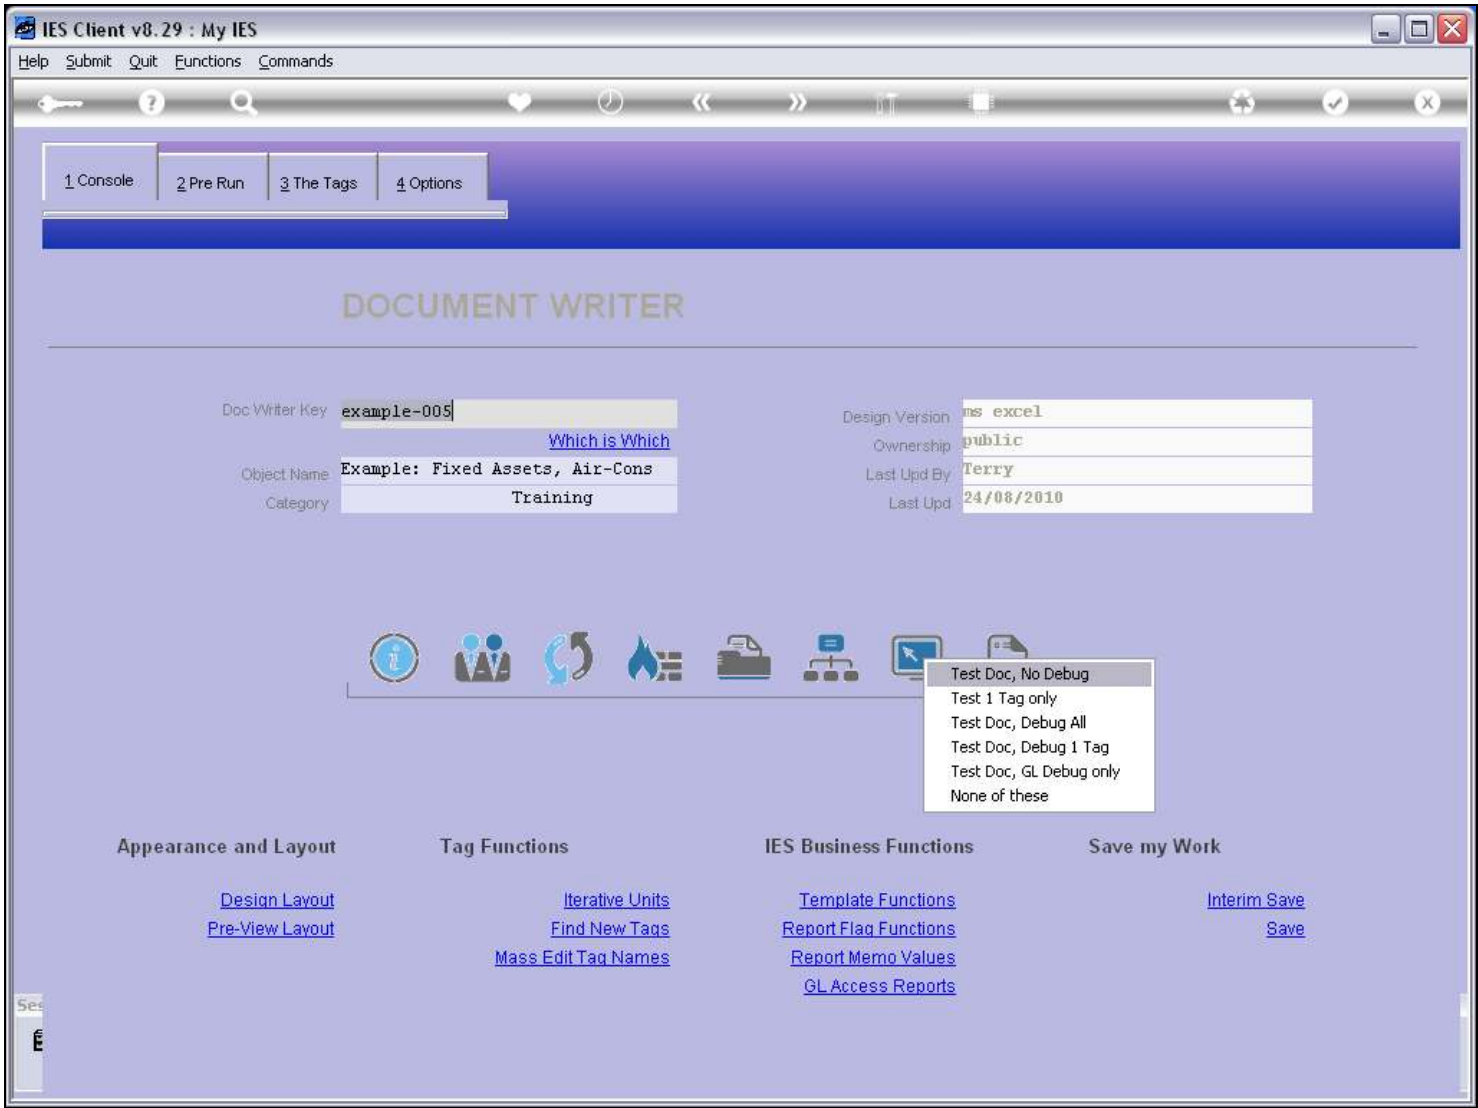 IES Client v8.29 : My IES
Help Submit Quit Functions Commands
1 Console 2 Pre Run 3 The Tags 4 Options
DOCUMENT WRITER
Doc Writer Key example-005
Which is Which
Object Name Example: Fixed Assets, Air-Cons
Category Training
Design Version ms excel
Ownership public
Last Upd By Terry
Last Upd 24/08/2010
Test Doc, No Debug
Test 1 Tag only
Test Doc, Debug All
Test Doc, Debug 1 Tag
Test Doc, GL Debug only
None of these
Appearance and Layout
Design Layout
Pre-View Layout
Tag Functions
Iterative Units
Find New Tags
Mass Edit Tag Names
IES Business Functions
Template Functions
Report Flag Functions
Report Memo Values
GL Access Reports
Save my Work
Interim Save
Save